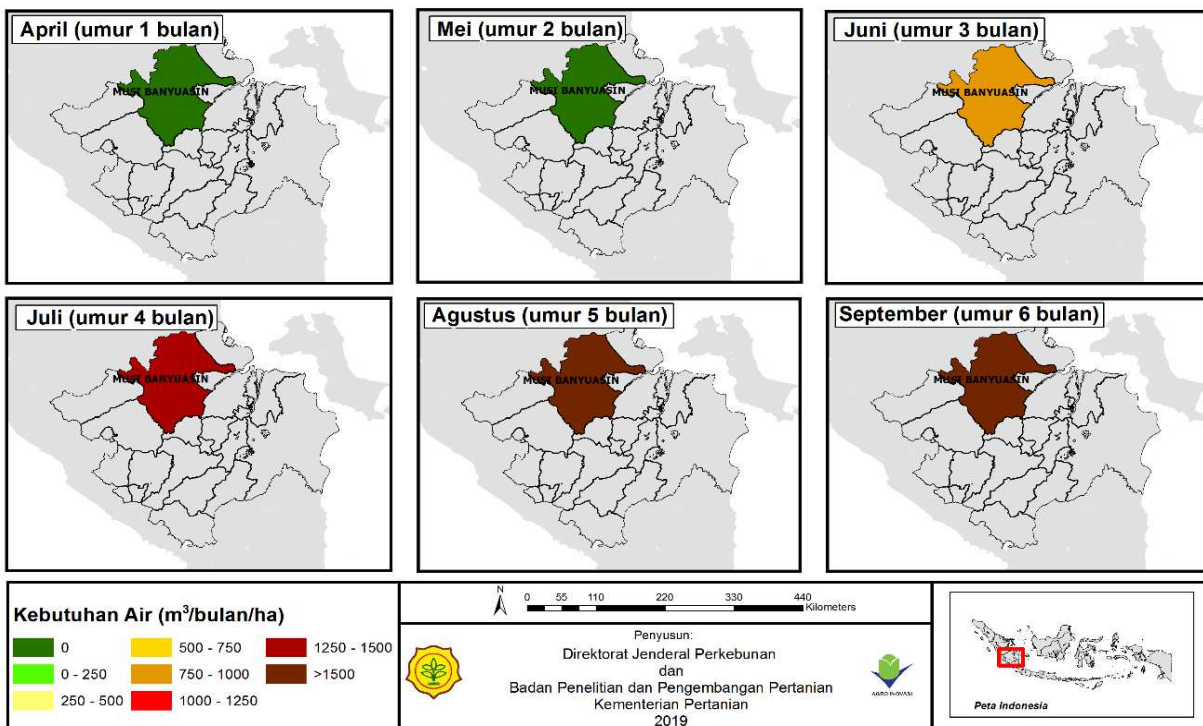 April (umur 1 bulan)
MUSI BANYUASIN
Mei (umur 2 bulan)
MUSI BANYUASIN
Juni (umur 3 bulan)
MUSI BANYUASIN
Juli (umur 4 bulan)
MUSI BANYUASIN
Agustus (umur 5 bulan)
MUSI BANYUASIN
September (umur 6 bulan)
MUSI BANYUASIN
Kebutuhan Air (m³/bulan/ha)
0
0 - 250
250 - 500
500 - 750
750 - 1000
1000 - 1250
1250 - 1500
>1500
N
0 55 110 220 330 440
Kilometers
Penyusun:
Direktorat Jenderal Perkebunan
dan
Badan Penelitian dan Pengembangan Pertanian
Kementerian Pertanian
2019
AGRO INOVASI
Peta Indonesia